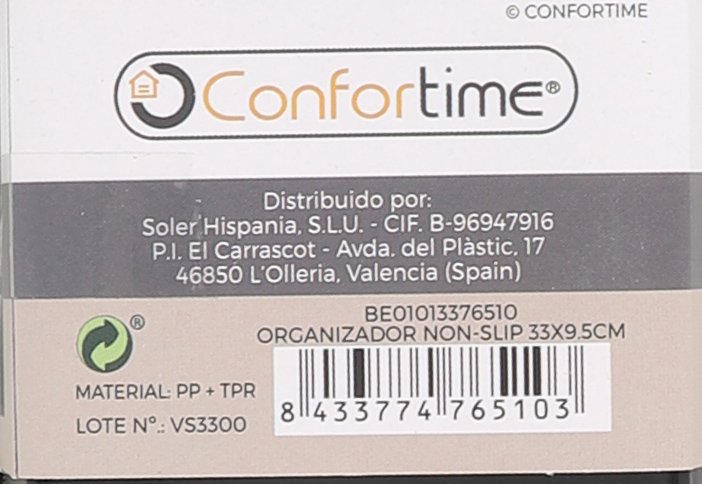 © CONFORTIME
Confortime®
Distribuido por:
Soler Hispania, S.L.U. - CIF. B-96947916
P.I. El Carrascot - Avda. del Plàstic, 17
46850 L'Olleria, Valencia (Spain)
BE01013376510
ORGANIZADOR NON-SLIP 33X9.5CM
®
MATERIAL: PP + TPR
LOTE Nº.: VS3300
8 433774 765103